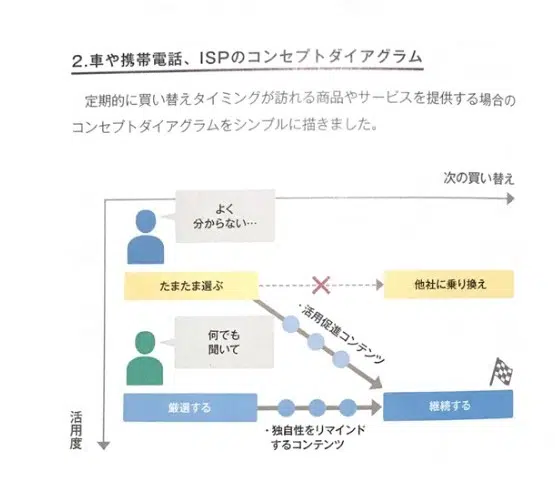 2.車や携帯電話、ISPのコンセプトダイアグラム
定期的に買い替えタイミングが訪れる商品やサービスを提供する場合の
コンセプトダイアグラムをシンプルに描きました。
次の買い替え
よく
分からない…
たまたま選ぶ
他社に乗り換え
・活用促進コンテンツ
何でも
聞いて
厳選する
継続する
・独自性をリマインド
するコンテンツ
活用度